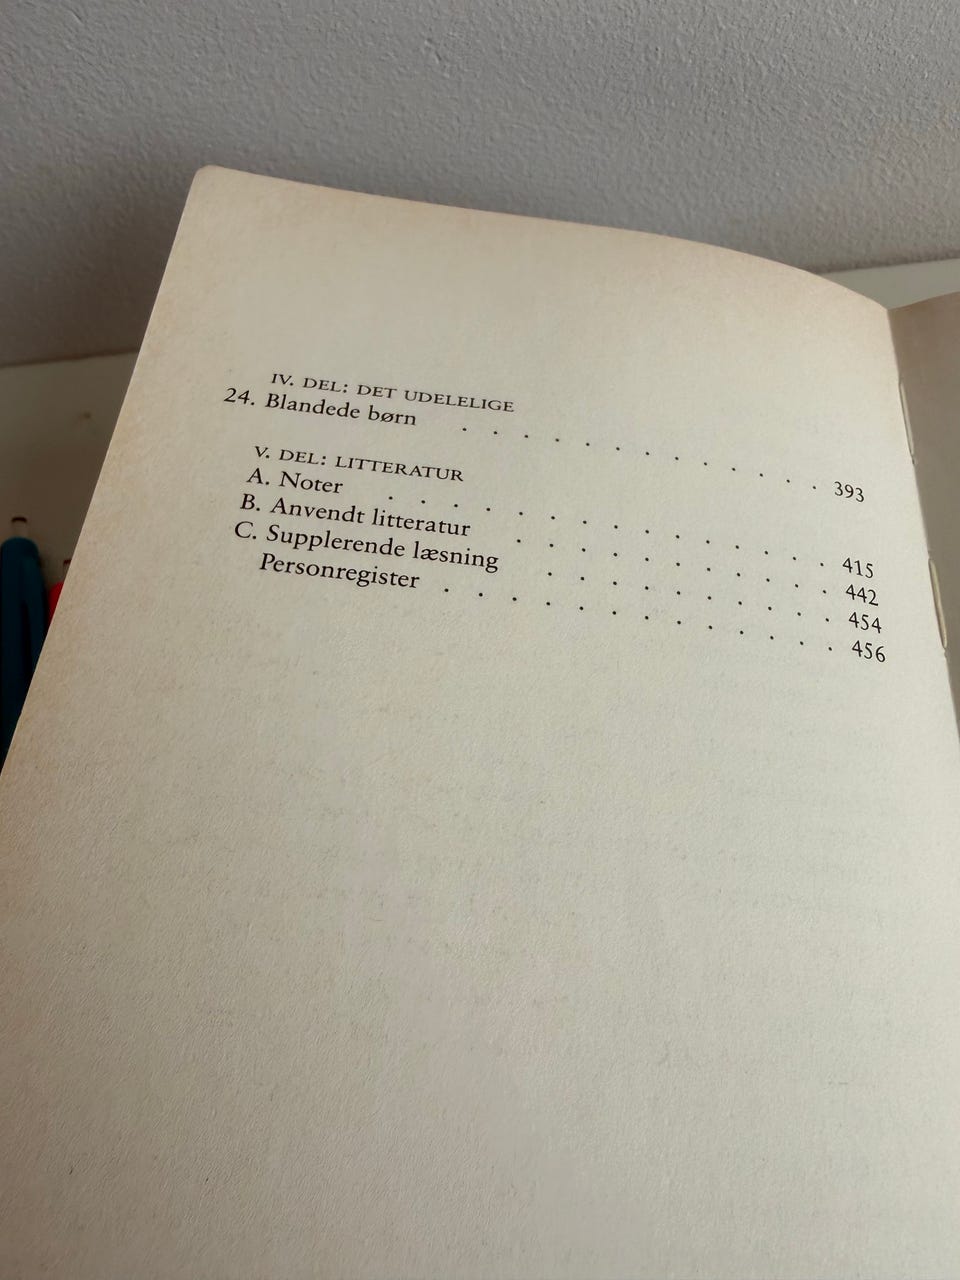 IV. DEL: DET UDELELIGE
24. Blandede børn . . . . . . . . . . . . 393
V. DEL: LITTERATUR
A. Noter . . . . . . . . . . . . . . 415
B. Anvendt litteratur . . . . . . . . . . 442
C. Supplerende læsning . . . . . . . . . 454
Personregister . . . . . . . . . . . . 456